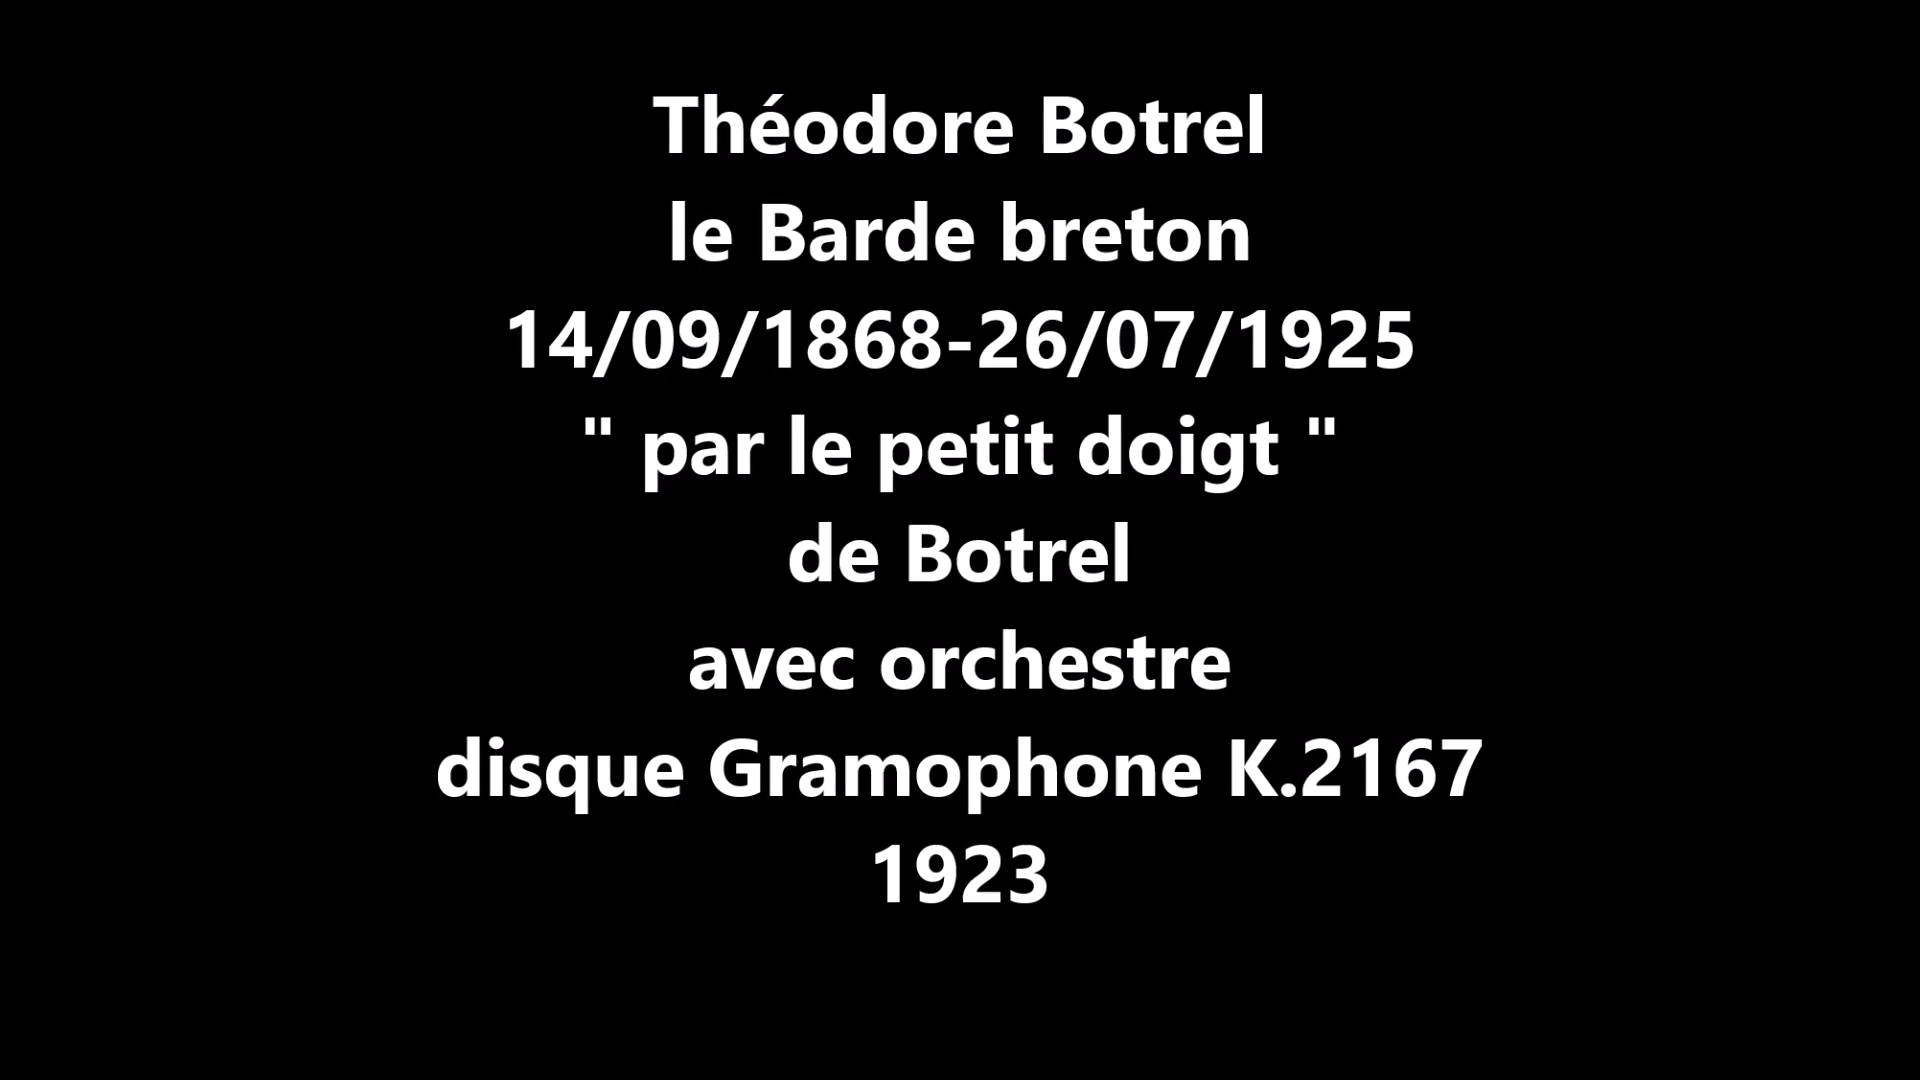 Théodore Botrel
le Barde breton
14/09/1868-26/07/1925
" par le petit doigt "
de Botrel
avec orchestre
disque Gramophone K.2167
1923